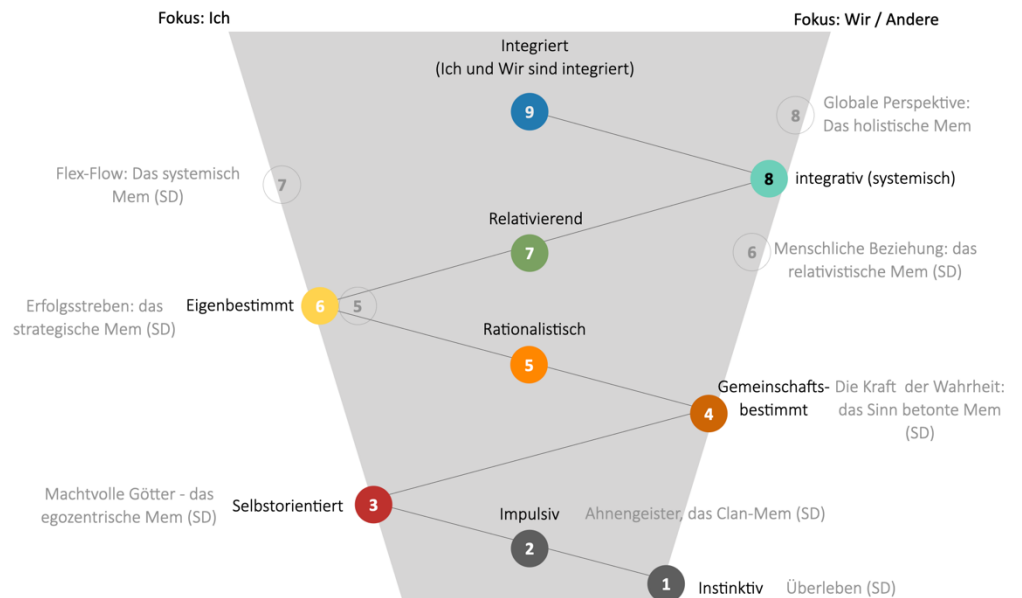 Fokus: Ich
Fokus: Wir / Andere
Integriert
(Ich und Wir sind integriert)
9
8
Globale Perspektive:
Das holistische Mem
Flex-Flow: Das systemisch
Mem (SD)
7
8
integrativ (systemisch)
Relativierend
7
6
Menschliche Beziehung: das
relativistische Mem (SD)
Erfolgsstreben: das
strategische Mem (SD)
Eigenbestimmt
6
5
Rationalistisch
5
Gemeinschafts-
bestimmt
4
Die Kraft der Wahrheit:
das Sinn betonte Mem
(SD)
Machtvolle Götter - das
egozentrische Mem (SD)
Selbstorientiert
3
Impulsiv
2
Ahnengeister, das Clan-Mem (SD)
1
Instinktiv
Überleben (SD)